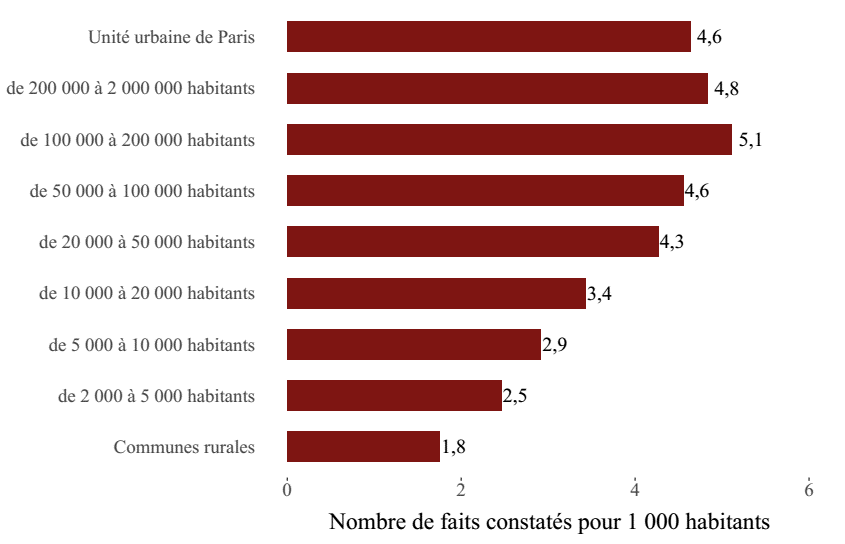 Unité urbaine de Paris 4,6
de 200 000 à 2 000 000 habitants 4,8
de 100 000 à 200 000 habitants 5,1
de 50 000 à 100 000 habitants 4,6
de 20 000 à 50 000 habitants 4,3
de 10 000 à 20 000 habitants 3,4
de 5 000 à 10 000 habitants 2,9
de 2 000 à 5 000 habitants 2,5
Communes rurales 1,8
0 2 4 6
Nombre de faits constatés pour 1 000 habitants